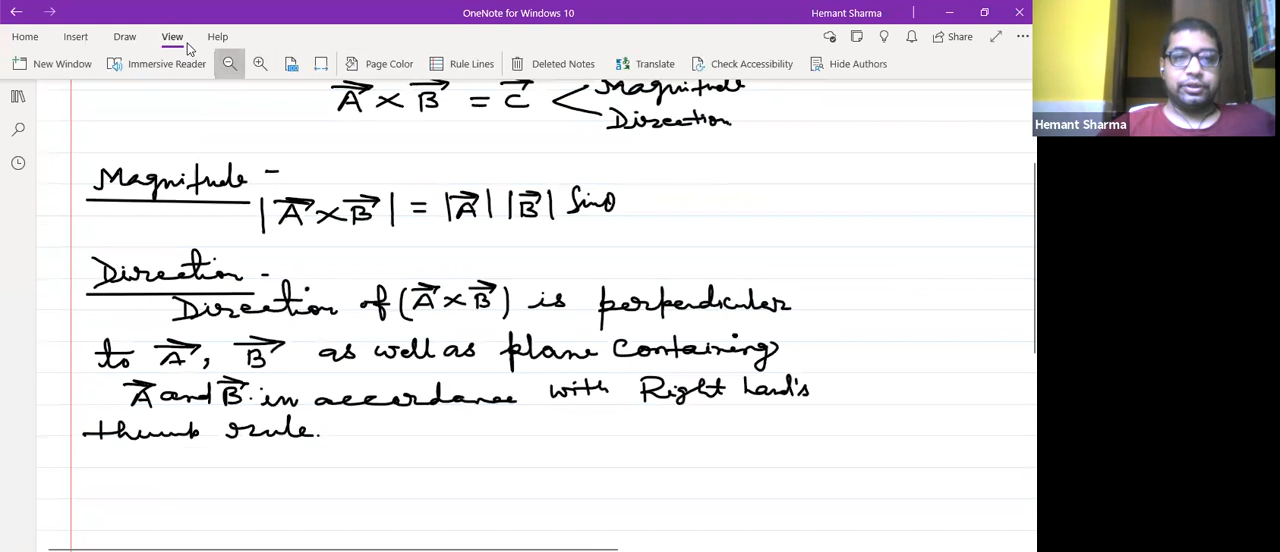 OneNote for Windows 10
Hemant Sharma
Home Insert Draw View Help
Share
New Window Immersive Reader Page Color Rule Lines Deleted Notes Translate Check Accessibility Hide Authors
Hemant Sharma
A⃗ × B⃗ = C⃗ < Magnitude
Direction
Magnitude -
|A⃗ × B⃗| = |A⃗| |B⃗| Sinθ
Direction -
Direction of (A⃗ × B⃗) is perpendicular
to A⃗, B⃗ as well as plane containing
A⃗ and B⃗ in accordance with Right hand's
thumb rule.